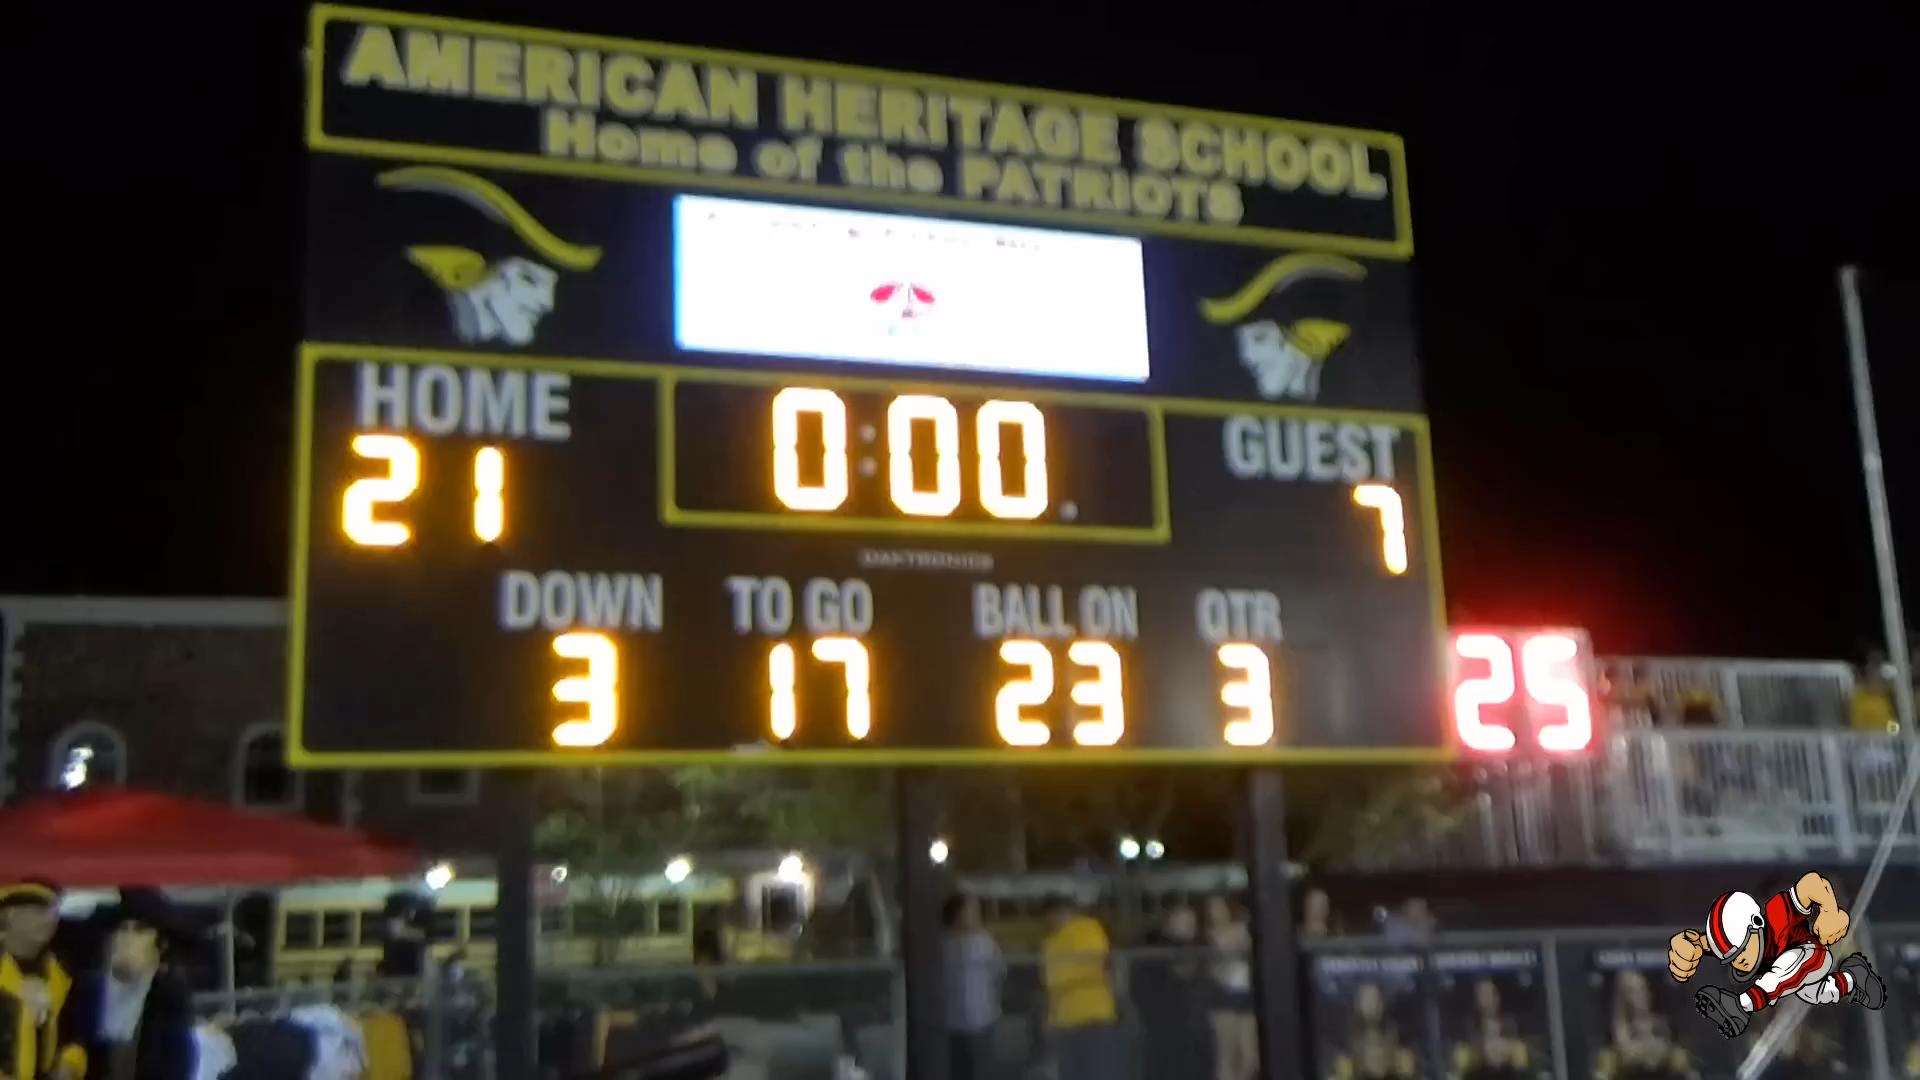 AMERICAN HERITAGE SCHOOL
Home of the PATRIOTS
HOME
21
0:00
GUEST
7
DAKTRONICS
DOWN
3
TO GO
17
BALL ON
23
QTR
3
25